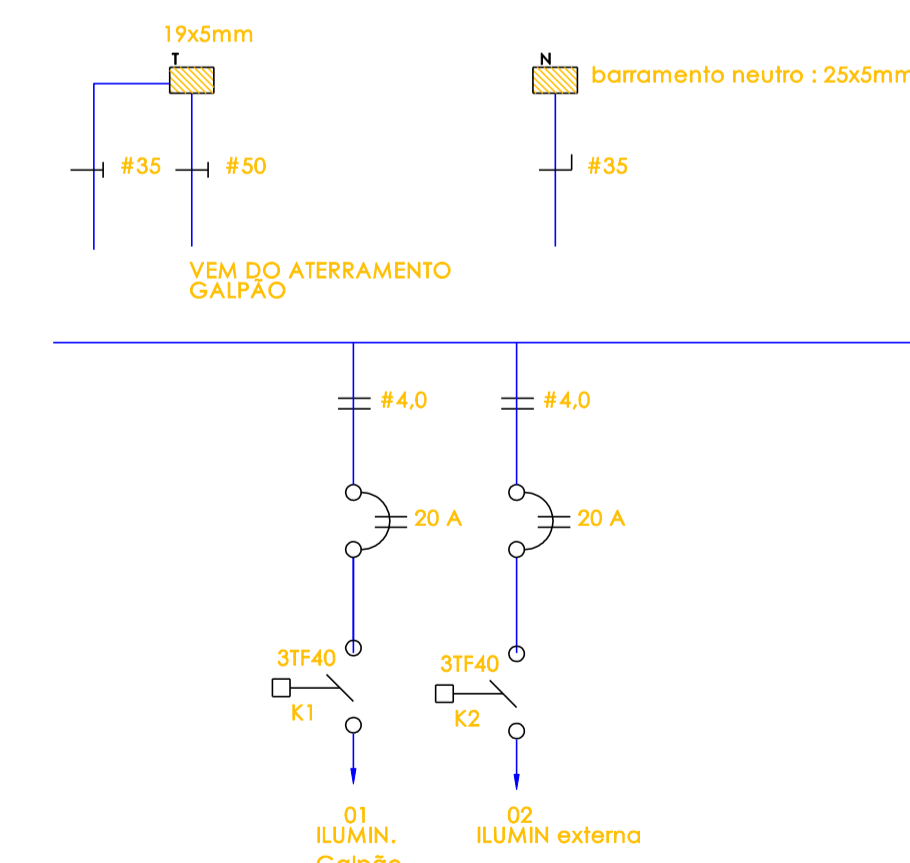 19x5mm
T
N
barramento neutro : 25x5mm
#35
#50
#35
VEM DO ATERRAMENTO
GALPÃO
#4,0
#4,0
20 A
20 A
3TF40
3TF40
K1
K2
01
ILUMIN.
Galpão
02
ILUMIN externa